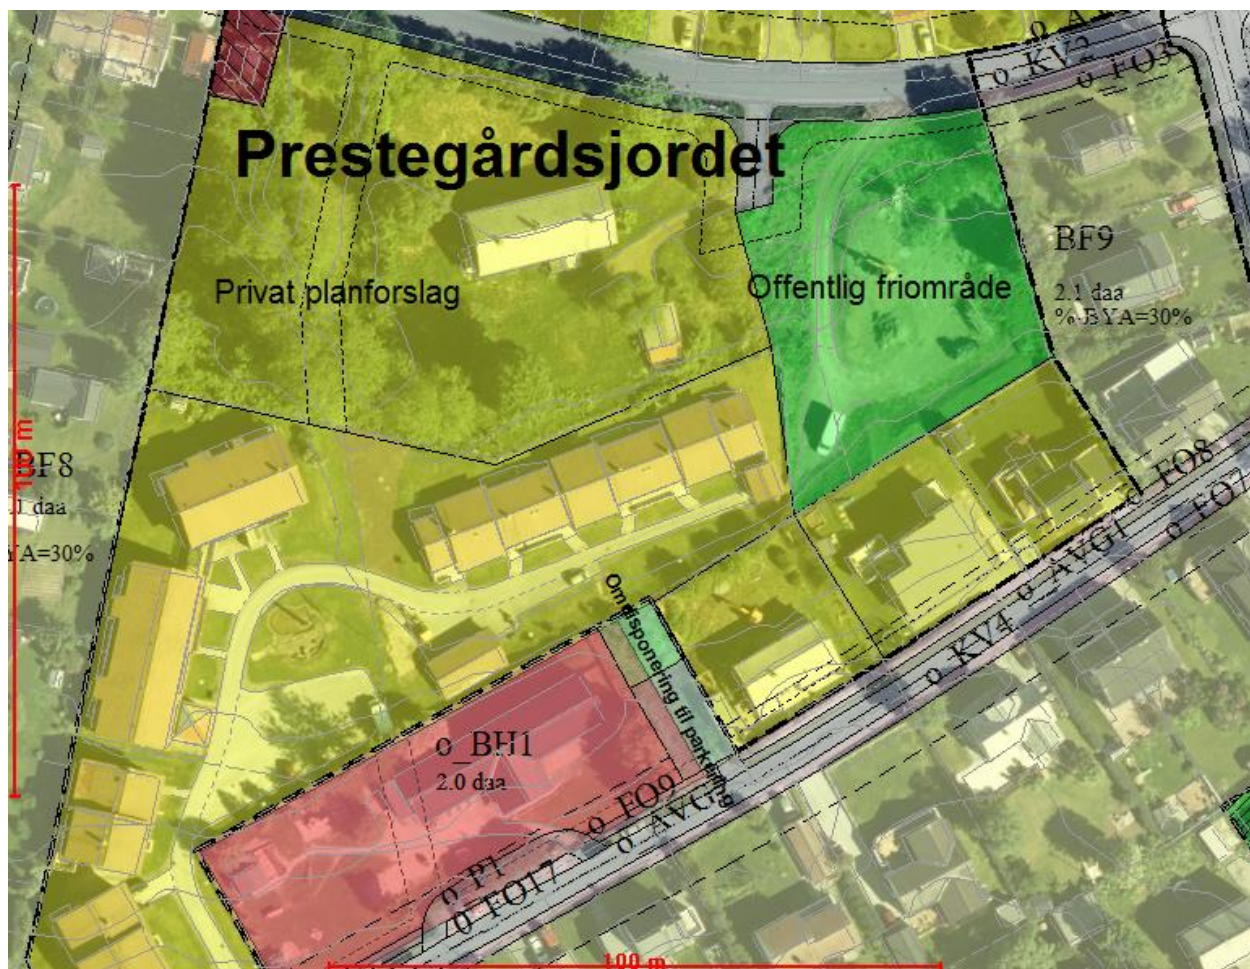 o_KV2
o_FO3
Prestegårdsjordet
BF9
2.1 daa
%-BYA=30%
Privat planforslag
Offentlig friområde
BF8
o_FO8
o_FO7
o_AVG1
o_KV4
Omdisponering til parkering
o_BH1
2.0 daa
o_FO9
o_P1
o_FO17
100 m